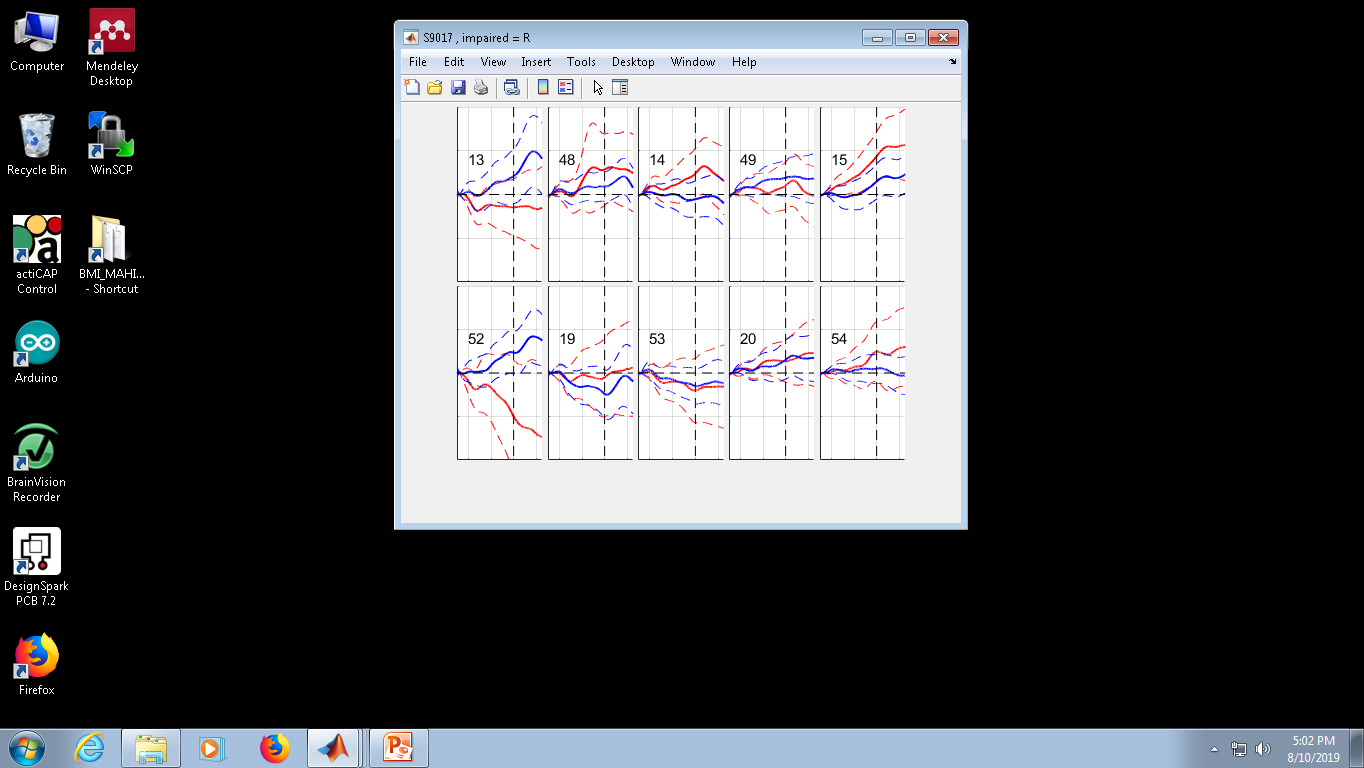 Computer
Mendeley
Desktop
Recycle Bin
WinSCP
actiCAP
Control
BMI_MAHI...
- Shortcut
Arduino
BrainVision
Recorder
DesignSpark
PCB 7.2
Firefox
S9017 , impaired = R
File Edit View Insert Tools Desktop Window Help
13 48 14 49 15
52 19 53 20 54
5:02 PM
8/10/2019